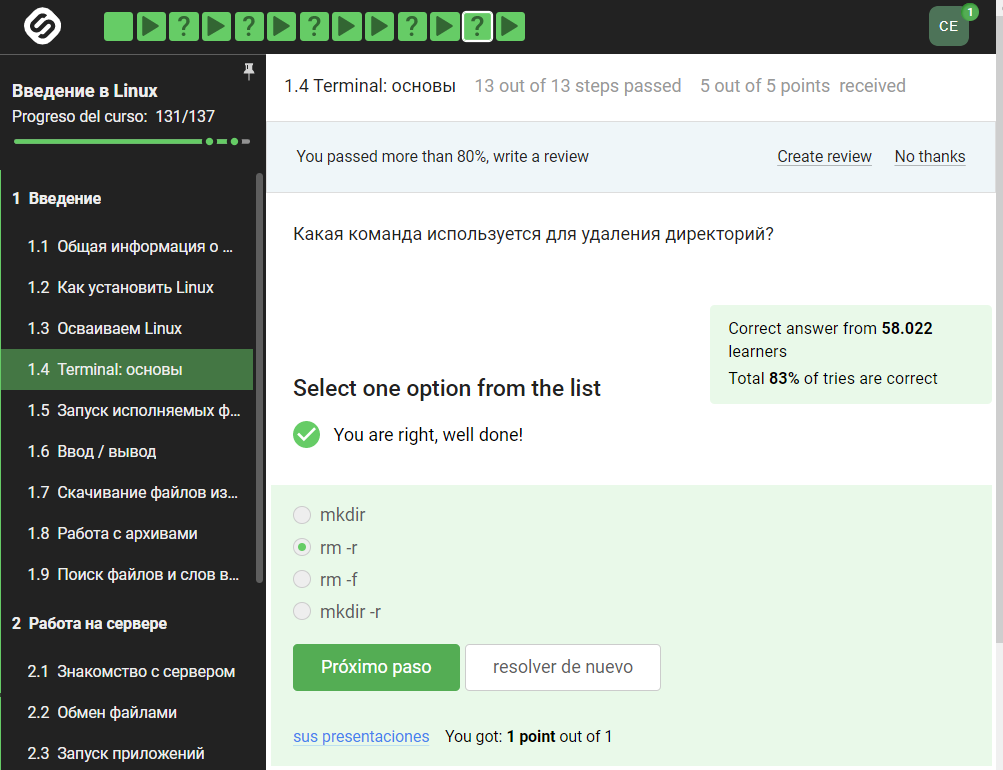 CE
1
Введение в Linux
Progreso del curso: 131/137
1 Введение
1.1 Общая информация о ...
1.2 Как установить Linux
1.3 Осваиваем Linux
1.4 Terminal: основы
1.5 Запуск исполняемых ф...
1.6 Ввод / вывод
1.7 Скачивание файлов из...
1.8 Работа с архивами
1.9 Поиск файлов и слов в...
2 Работа на сервере
2.1 Знакомство с сервером
2.2 Обмен файлами
2.3 Запуск приложений
1.4 Terminal: основы 13 out of 13 steps passed 5 out of 5 points received
You passed more than 80%, write a review Create review No thanks
Какая команда используется для удаления директорий?
Correct answer from 58.022
learners
Total 83% of tries are correct
Select one option from the list
You are right, well done!
mkdir
rm -r
rm -f
mkdir -r
Próximo paso resolver de nuevo
sus presentaciones You got: 1 point out of 1